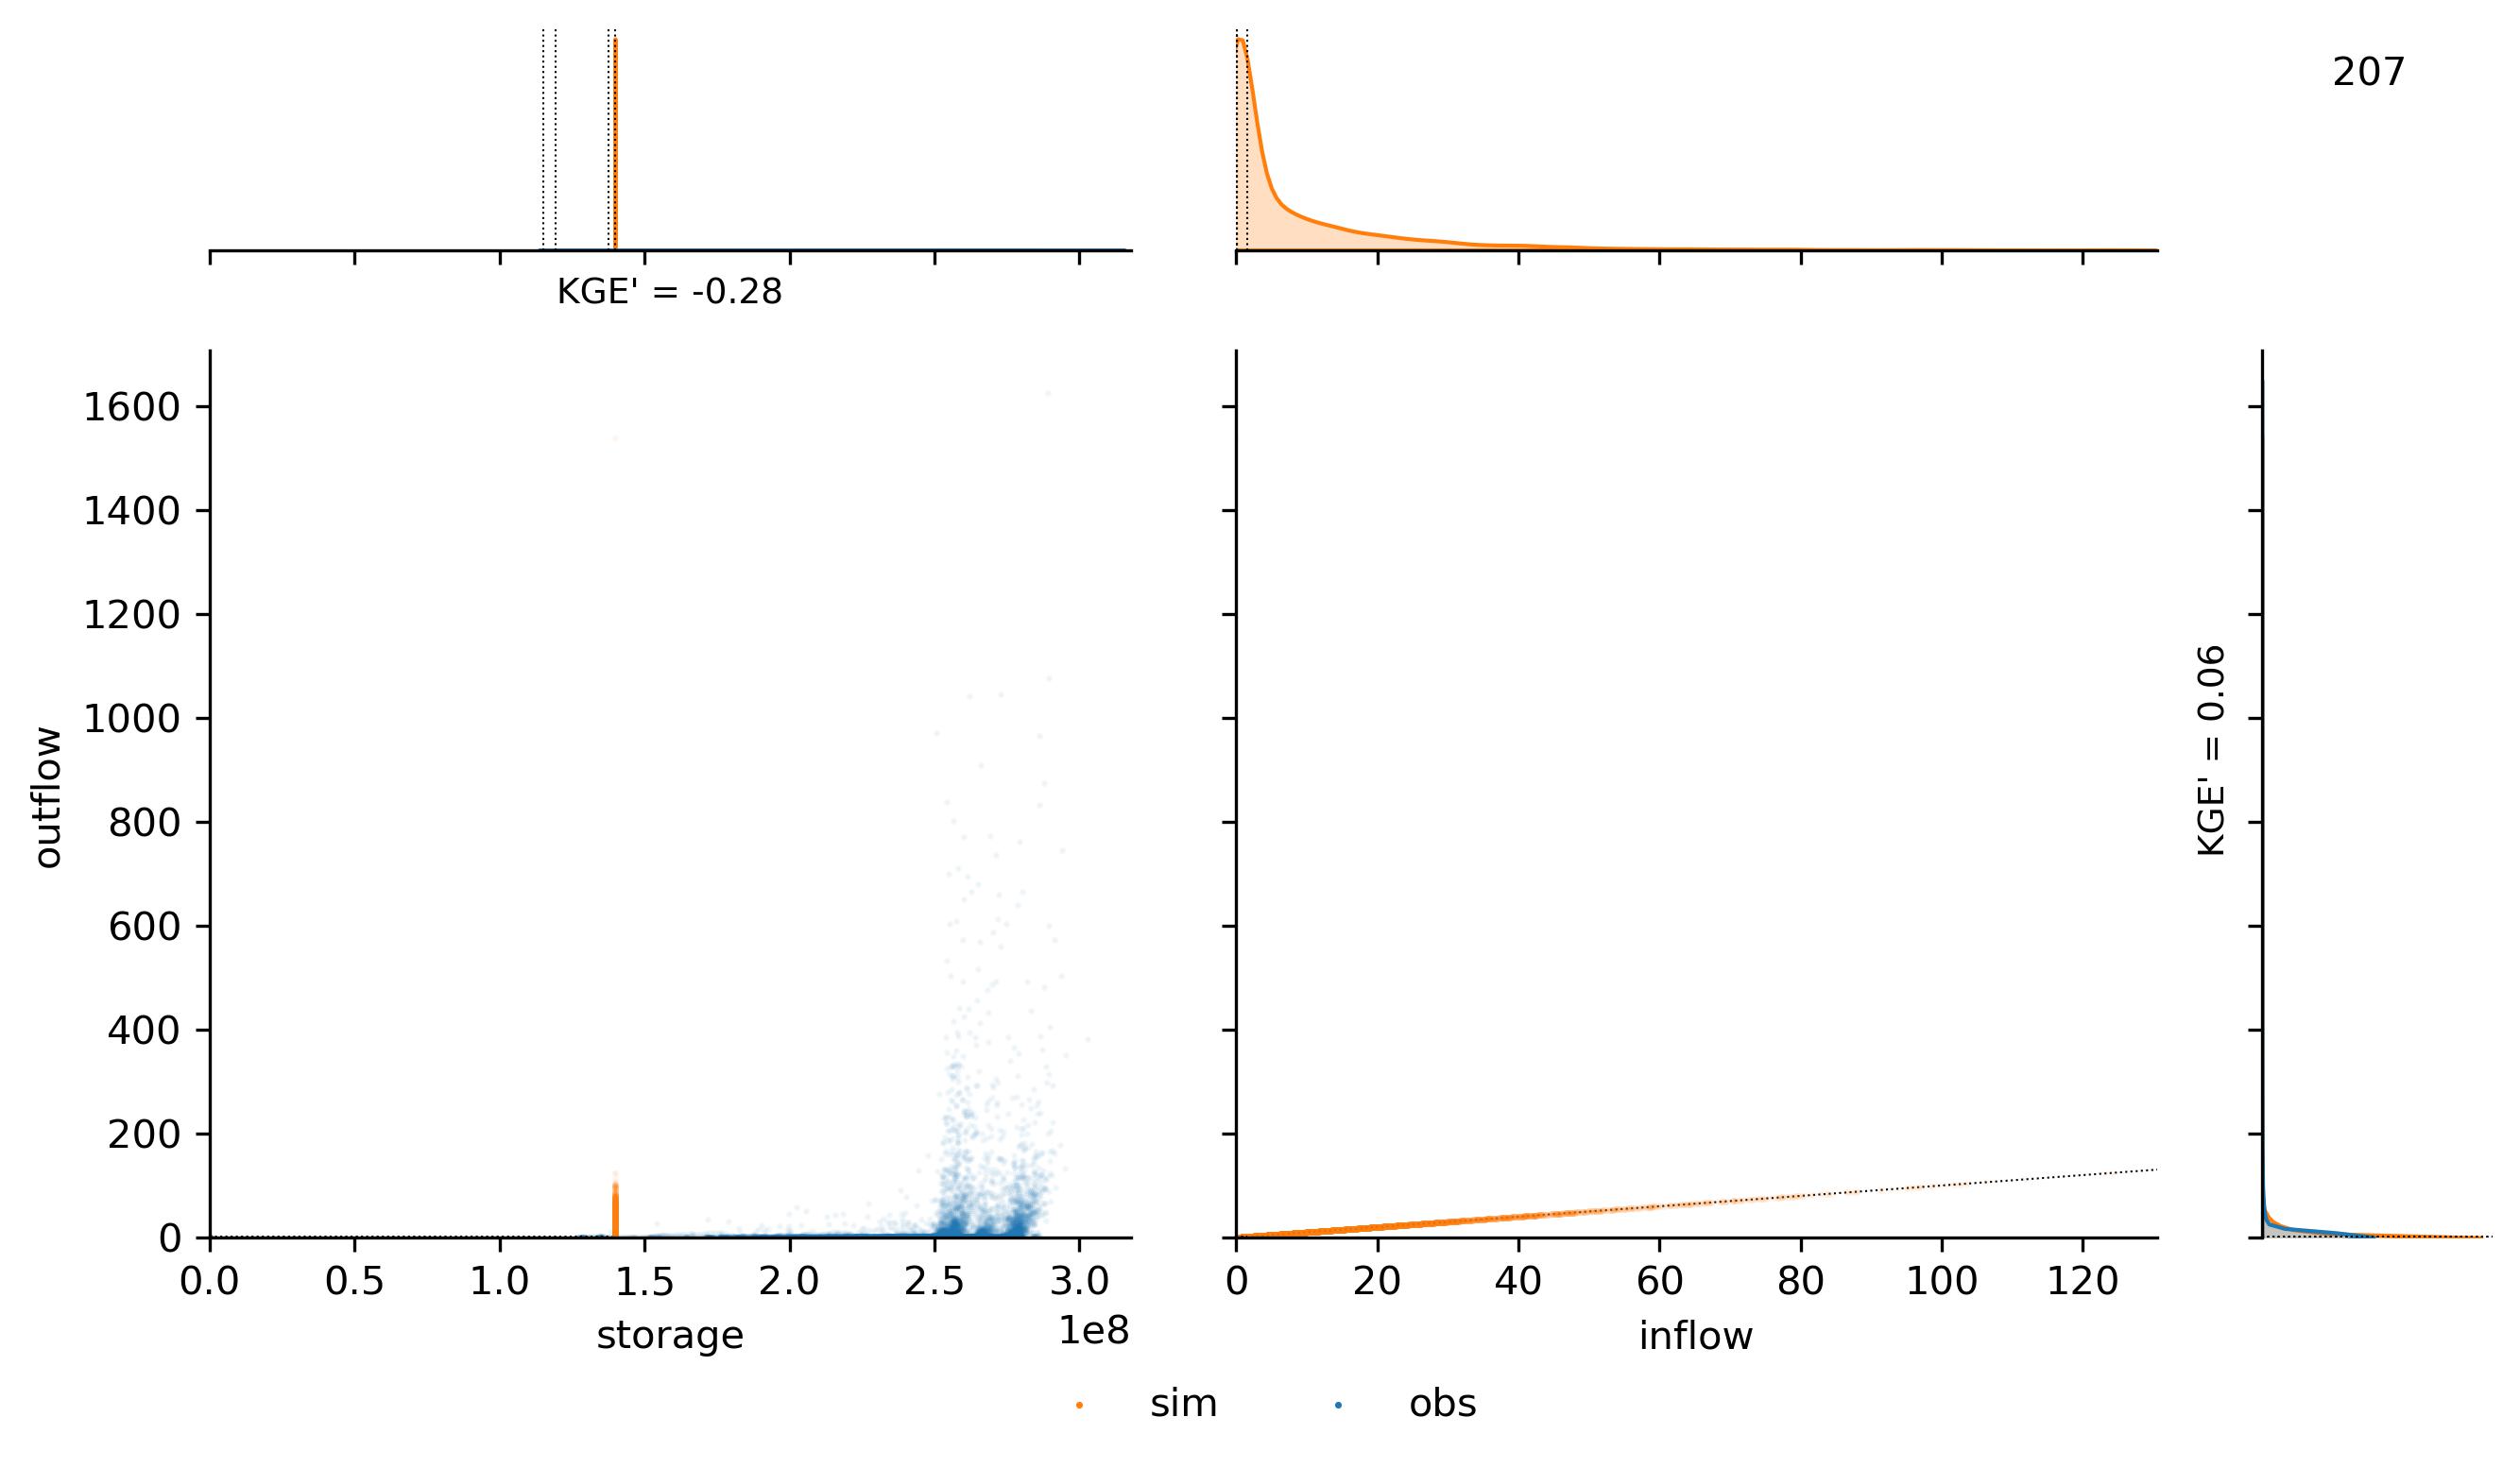 207
KGE' = -0.28
1600
1400
1200
1000
800
600
400
200
0
outflow
KGE' = 0.06
0.0 0.5 1.0 1.5 2.0 2.5 3.0
1e8
storage
0 20 40 60 80 100 120
inflow
sim obs